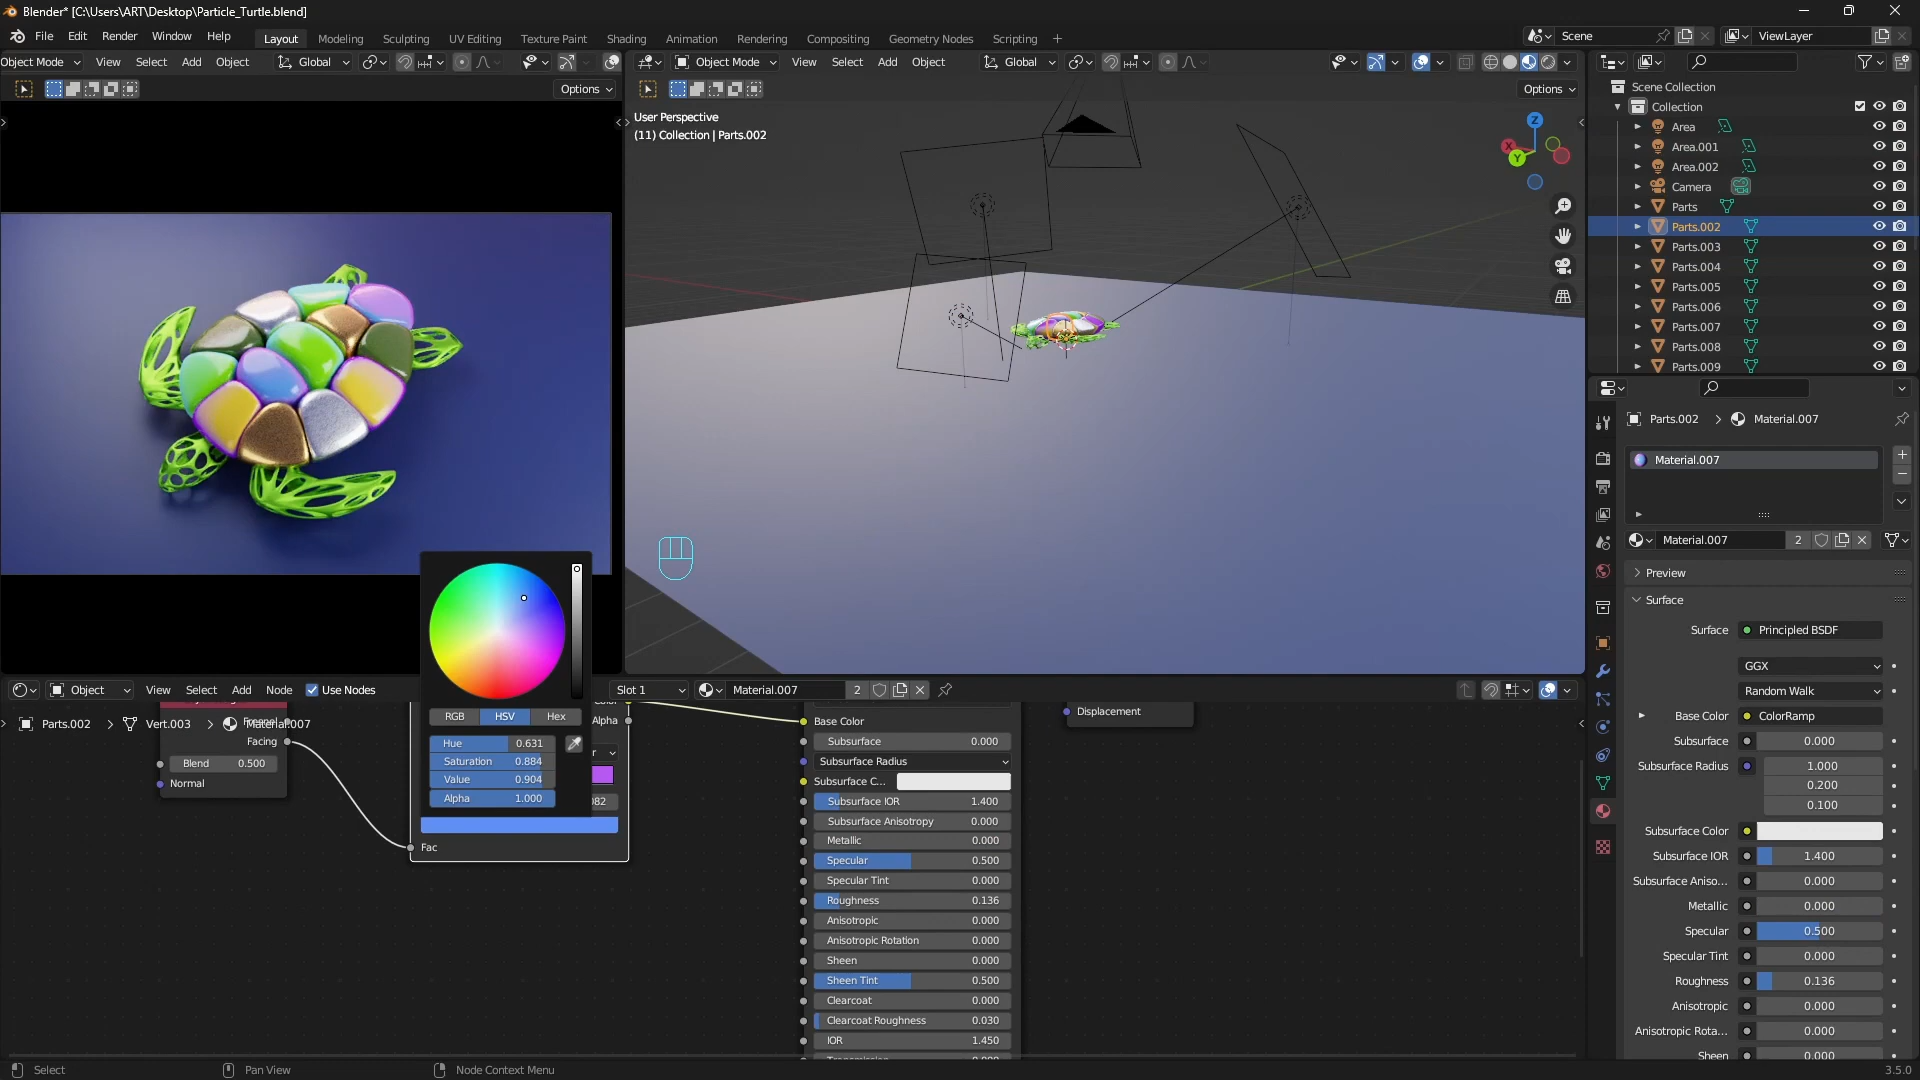 Blender* [C:\Users\ART\Desktop\Particle_Turtle.blend]
File Edit Render Window Help Layout Modeling Sculpting UV Editing Texture Paint Shading Animation Rendering Compositing Geometry Nodes Scripting Scene ViewLayer
Object Mode View Select Add Object Global
Options
Object Mode View Select Add Object Global
Options
User Perspective
(11) Collection | Parts.002
Z
X
Y
Scene Collection
Collection
Area
Area.001
Area.002
Camera
Parts
Parts.002
Parts.003
Parts.004
Parts.005
Parts.006
Parts.007
Parts.008
Parts.009
Parts.002 Material.007
Material.007
Material.007 2
Preview
Surface
Surface Principled BSDF
GGX
Random Walk
Base Color ColorRamp
Subsurface 0.000
Subsurface Radius 1.000
0.200
0.100
Subsurface Color
Subsurface IOR 1.400
Subsurface Aniso... 0.000
Metallic 0.000
Specular 0.500
Specular Tint 0.000
Roughness 0.136
Anisotropic 0.000
Anisotropic Rota... 0.000
Sheen 0.000
Object View Select Add Node Use Nodes Slot 1 Material.007 2
Parts.002 Vert.003 Material.007
Fresnel
Facing
Blend 0.500
Normal
RGB HSV Hex
Hue 0.631
Saturation 0.884
Value 0.904
Alpha 1.000
Alpha
Fac
Base Color
Subsurface 0.000
Subsurface Radius
Subsurface C...
Subsurface IOR 1.400
Subsurface Anisotropy 0.000
Metallic 0.000
Specular 0.500
Specular Tint 0.000
Roughness 0.136
Anisotropic 0.000
Anisotropic Rotation 0.000
Sheen 0.000
Sheen Tint 0.500
Clearcoat 0.000
Clearcoat Roughness 0.030
IOR 1.450
Displacement
Select Pan View Node Context Menu 3.5.0